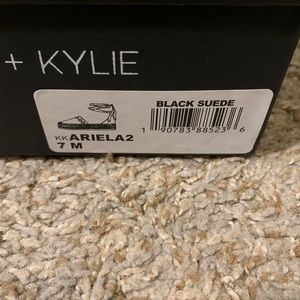 + KYLIE
BLACK SUEDE
1 90783 88523 6
KKARIELA2
7 M